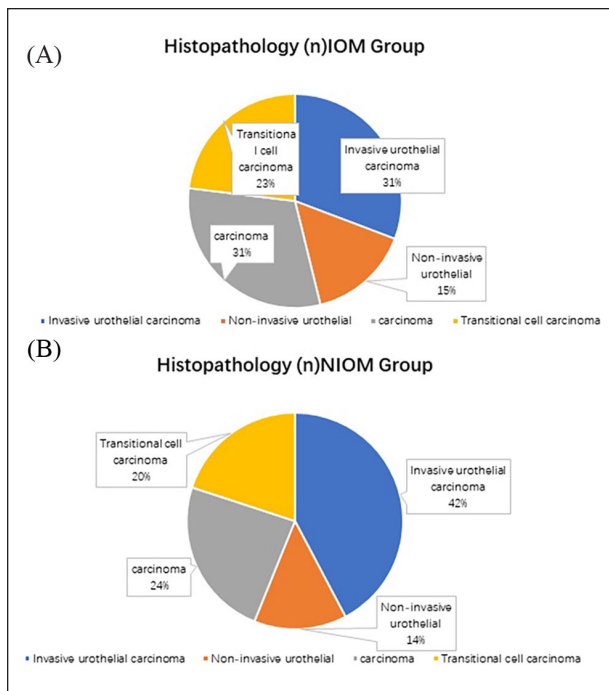 (A)
Histopathology (n)IOM Group
Transitiona
l cell
carcinoma
23%
Invasive urothelial
carcinoma
31%
carcinoma
31%
Non-invasive
urothelial
15%
Invasive urothelial carcinoma Non-invasive urothelial carcinoma Transitional cell carcinoma
(B)
Histopathology (n)NIOM Group
Transitional cell
carcinoma
20%
Invasive urothelial
carcinoma
42%
carcinoma
24%
Non-invasive
urothelial
14%
Invasive urothelial carcinoma Non-invasive urothelial carcinoma Transitional cell carcinoma